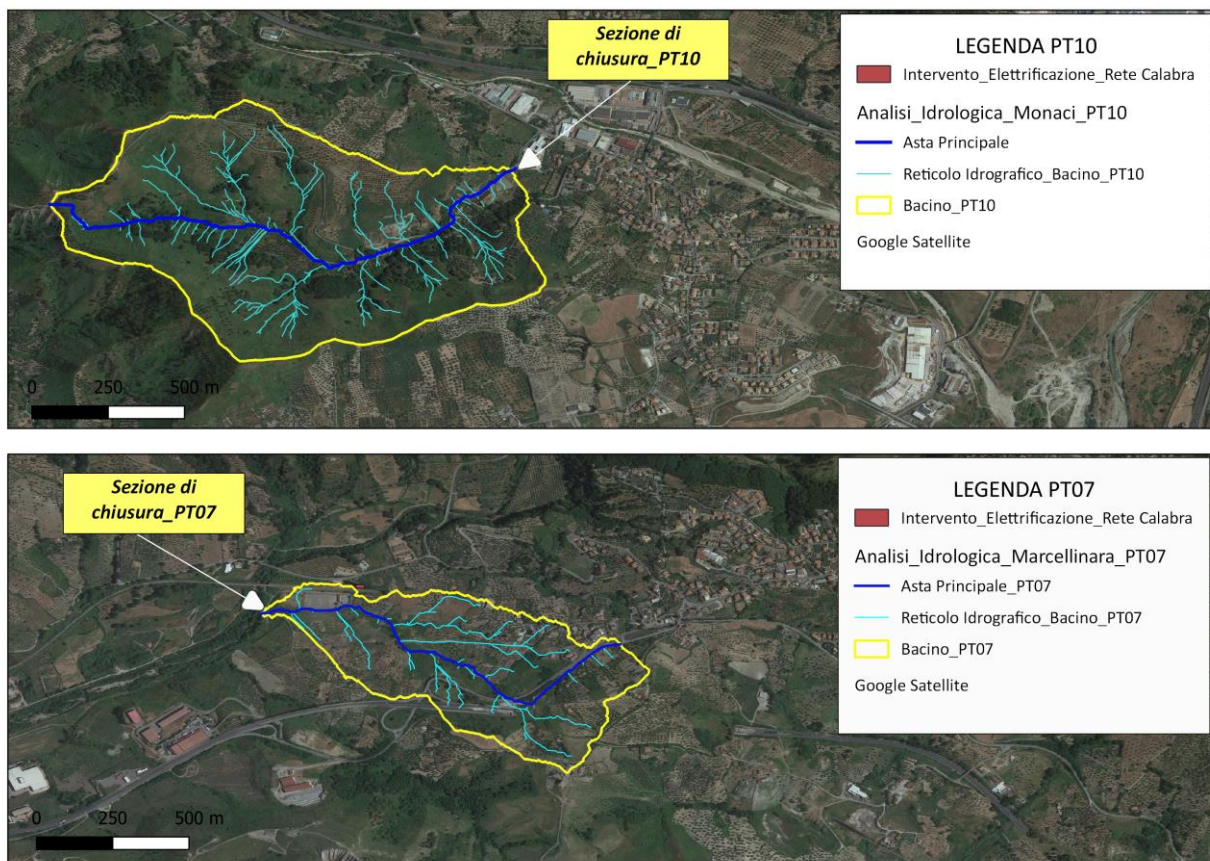 Sezione di
chiusura_PT10
LEGENDA PT10
Intervento_Elettrificazione_Rete Calabra
Analisi_Idrologica_Monaci_PT10
Asta Principale
Reticolo Idrografico_Bacino_PT10
Bacino_PT10
Google Satellite
0 250 500 m
Sezione di
chiusura_PT07
LEGENDA PT07
Intervento_Elettrificazione_Rete Calabra
Analisi_Idrologica_Marcellinara_PT07
Asta Principale_PT07
Reticolo Idrografico_Bacino_PT07
Bacino_PT07
Google Satellite
0 250 500 m